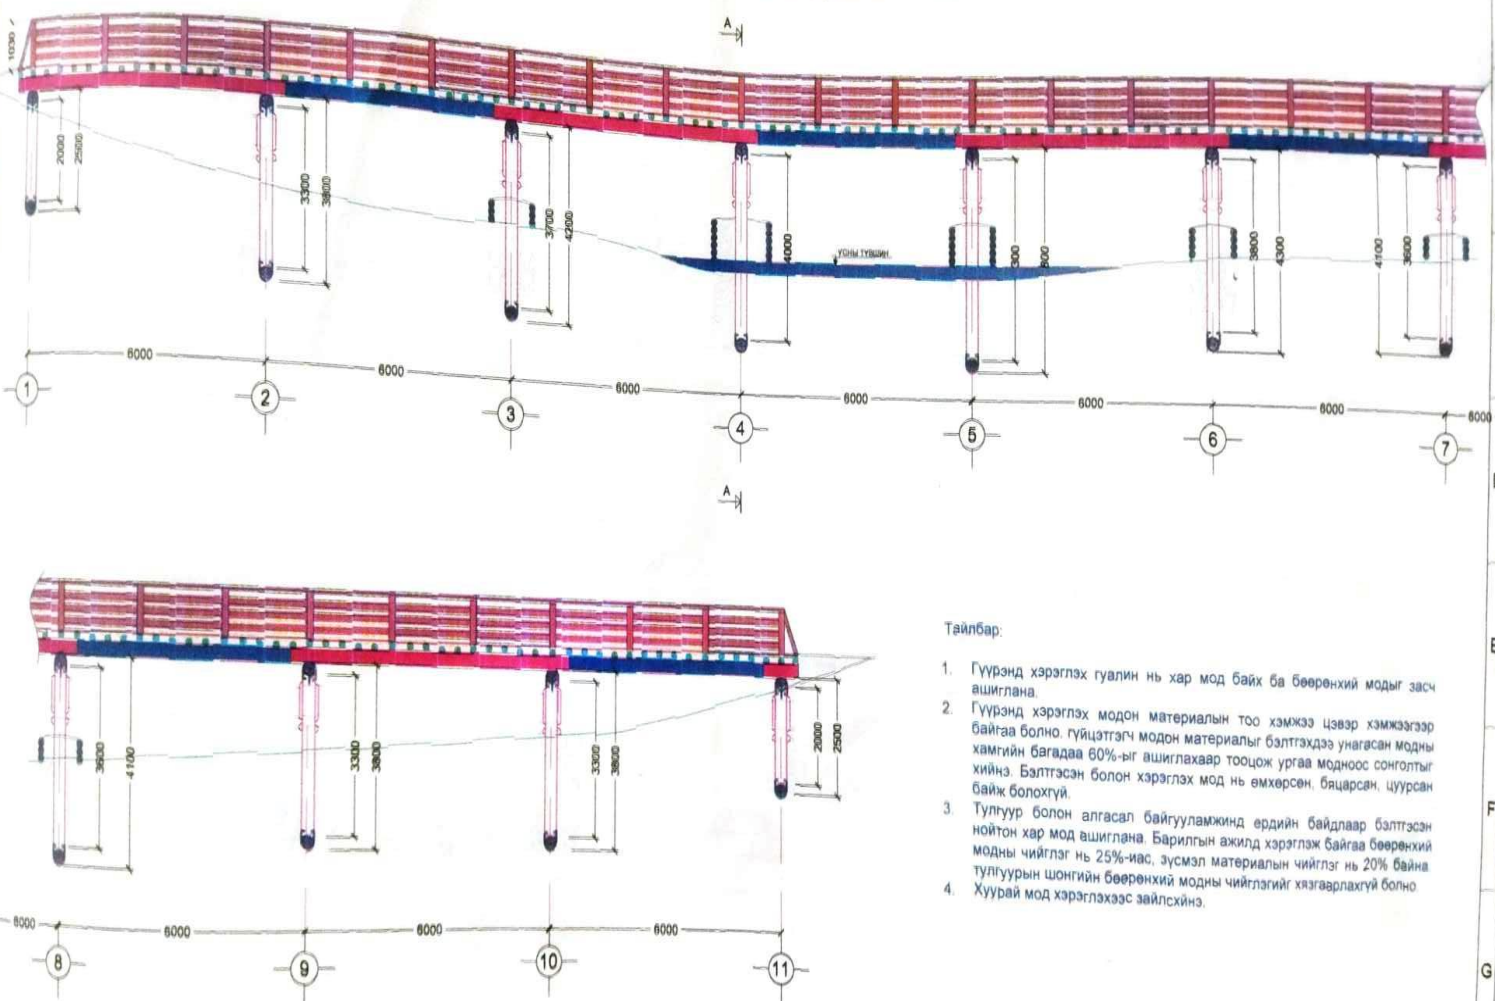 A
1030
2000
2500
3300
3800
3700
4200
4000
УСНЫ ТҮВШИН
3800
4300
4100
3600
6000
6000
6000
6000
6000
6000
6000
1
2
3
4
5
6
7
A
3600
4100
3300
3800
3300
3800
2000
2500
6000
6000
6000
6000
8
9
10
11
Тайлбар:
1. Гүүрэнд хэрэглэх гуалин нь хар мод байх ба бөөрөнхий модыг засч
ашиглана.
2. Гүүрэнд хэрэглэх модон материалын тоо хэмжээ цэвэр хэмжээгээр
байгаа болно. гүйцэтгэгч модон материалыг бэлтгэхдээ унагасан модны
хамгийн багадаа 60%-ыг ашиглахаар тооцож ургаа модноос сонголтыг
хийнэ. Бэлтгэсэн болон хэрэглэх мод нь өмхөрсөн, бяцарсан, цуурсан
байж болохгүй.
3. Тулгуур болон алгасал байгууламжинд ердийн байдлаар бэлтгэсэн
нойтон хар мод ашиглана. Барилгын ажилд хэрэглэж байгаа бөөрөнхий
модны чийглэг нь 25%-иас, зүсмэл материалын чийглэг нь 20% байна
тулгуурын шонгийн бөөрөнхий модны чийглэгийг хязгаарлахгүй болно.
4. Хуурай мод хэрэглэхээс зайлсхийнэ.
F
G